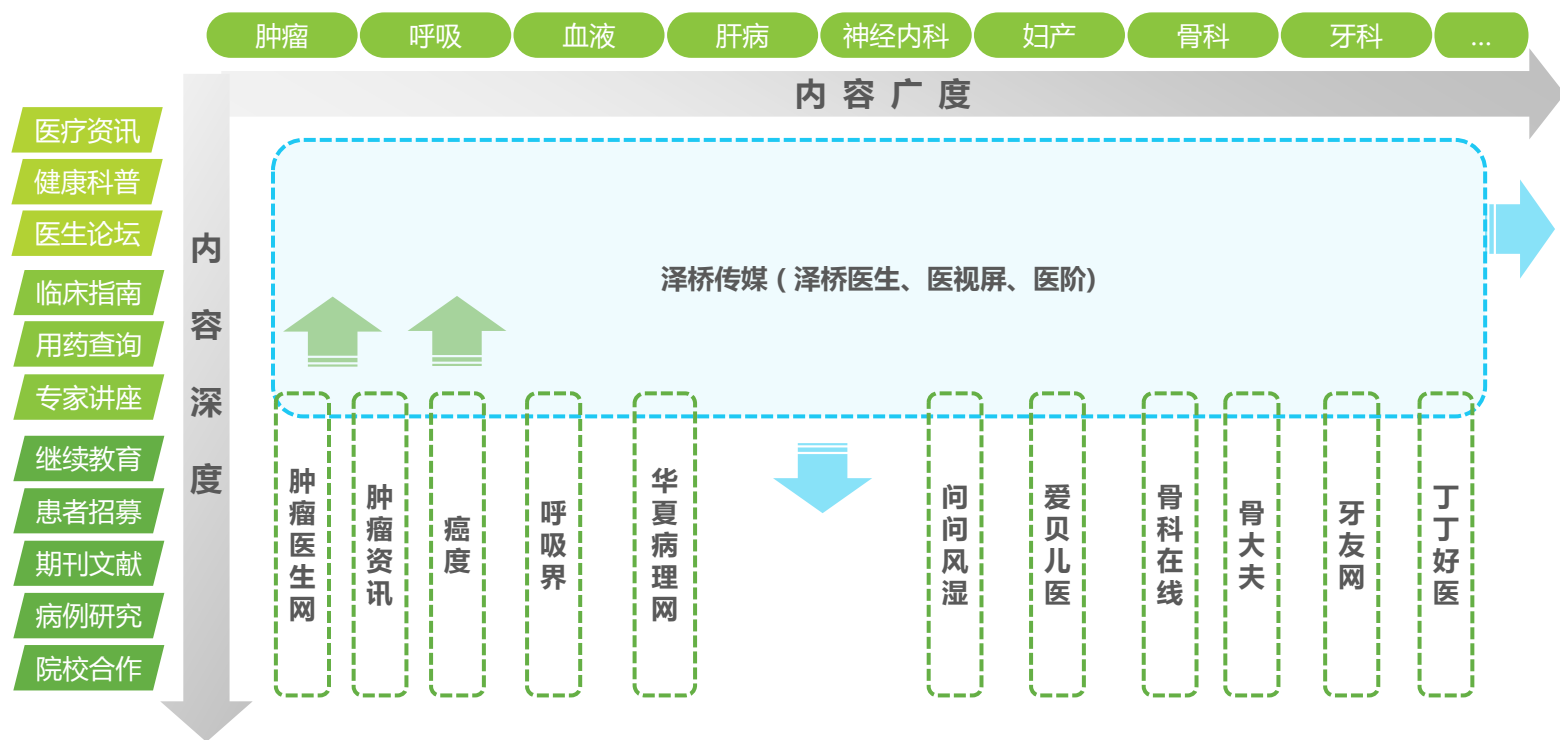 肿瘤
呼吸
血液
肝病
神经内科
妇产
骨科
牙科
...
内容广度
医疗资讯
健康科普
医生论坛
临床指南
用药查询
专家讲座
继续教育
患者招募
期刊文献
病例研究
院校合作
内容深度
泽桥传媒（泽桥医生、医视屏、医阶)
肿瘤医生网
肿瘤资讯
癌度
呼吸界
华夏病理网
问问风湿
爱贝儿医
骨科在线
骨大夫
牙友网
丁丁好医